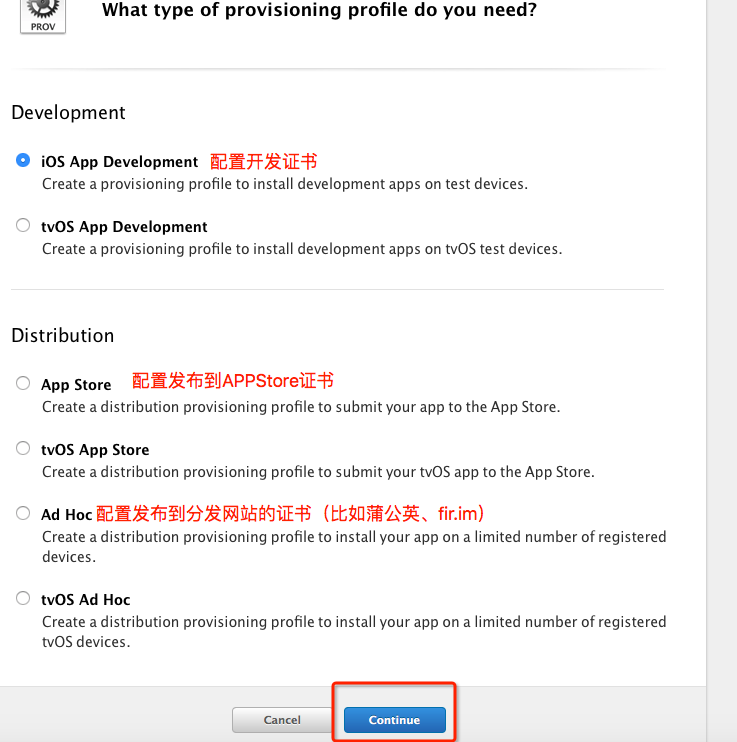 What type of provisioning profile do you need?
PROV
Development
iOS App Development 配置开发证书
Create a provisioning profile to install development apps on test devices.
tvOS App Development
Create a provisioning profile to install development apps on tvOS test devices.
Distribution
App Store 配置发布到APPStore证书
Create a distribution provisioning profile to submit your app to the App Store.
tvOS App Store
Create a distribution provisioning profile to submit your tvOS app to the App Store.
Ad Hoc 配置发布到分发网站的证书（比如蒲公英、fir.im）
Create a distribution provisioning profile to install your app on a limited number of registered
devices.
tvOS Ad Hoc
Create a distribution provisioning profile to install your app on a limited number of registered
tvOS devices.
Cancel Continue